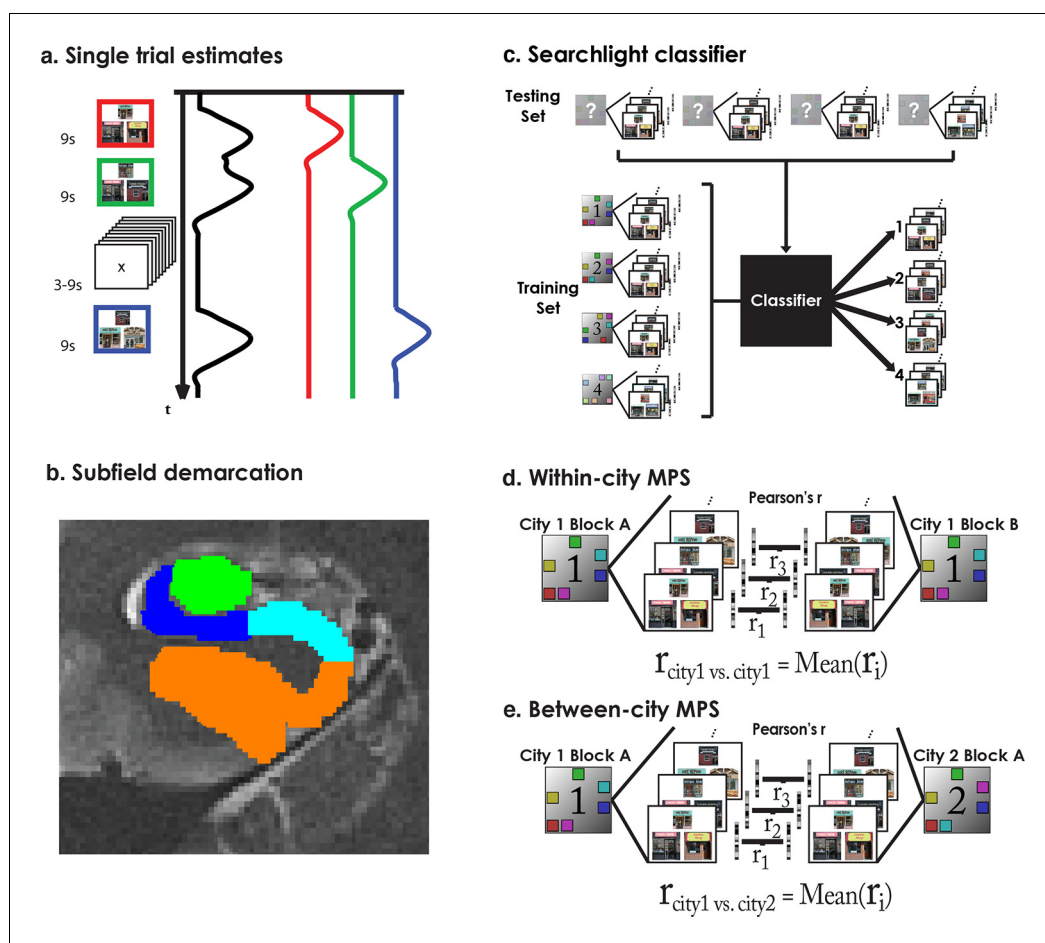 a. Single trial estimates
9s
9s
x
3-9s
9s
t
b. Subfield demarcation
c. Searchlight classifier
Testing
Set
? ? ? ?
Training
Set
1
2
3
4
Classifier
1
2
3
4
d. Within-city MPS
Pearson's r
City 1 Block A
City 1 Block B
1
1
r3
r2
r1
rcity1 vs. city1 = Mean(ri)
e. Between-city MPS
Pearson's r
City 1 Block A
City 2 Block A
1
2
r3
r2
r1
rcity1 vs. city2 = Mean(ri)